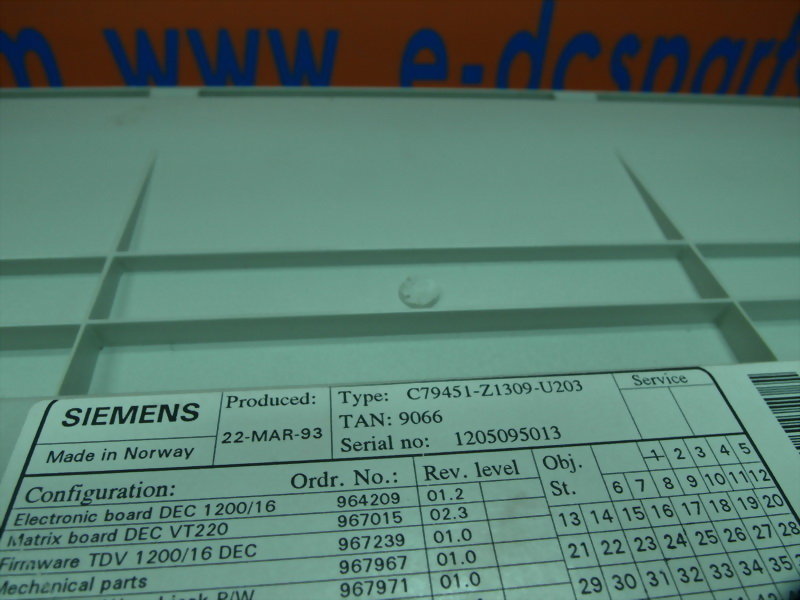 m www e-dcsparts
SIEMENS
Made in Norway
Produced:
22-MAR-93
Type: C79451-Z1309-U203
TAN: 9066
Serial no: 1205095013
Service
Configuration: Ordr. No.: Rev. level Obj. St.
Electronic board DEC 1200/16 964209 01.2
Matrix board DEC VT220 967015 02.3
Firmware TDV 1200/16 DEC 967239 01.0
Mechanical parts 967967 01.0
B/W 967971 01.0
1 2 3 4 5
6 7 8 9 10 11 12
13 14 15 16 17 18 19 20
21 22 23 24 25 26 27 28
29 30 31 32 33 34 35